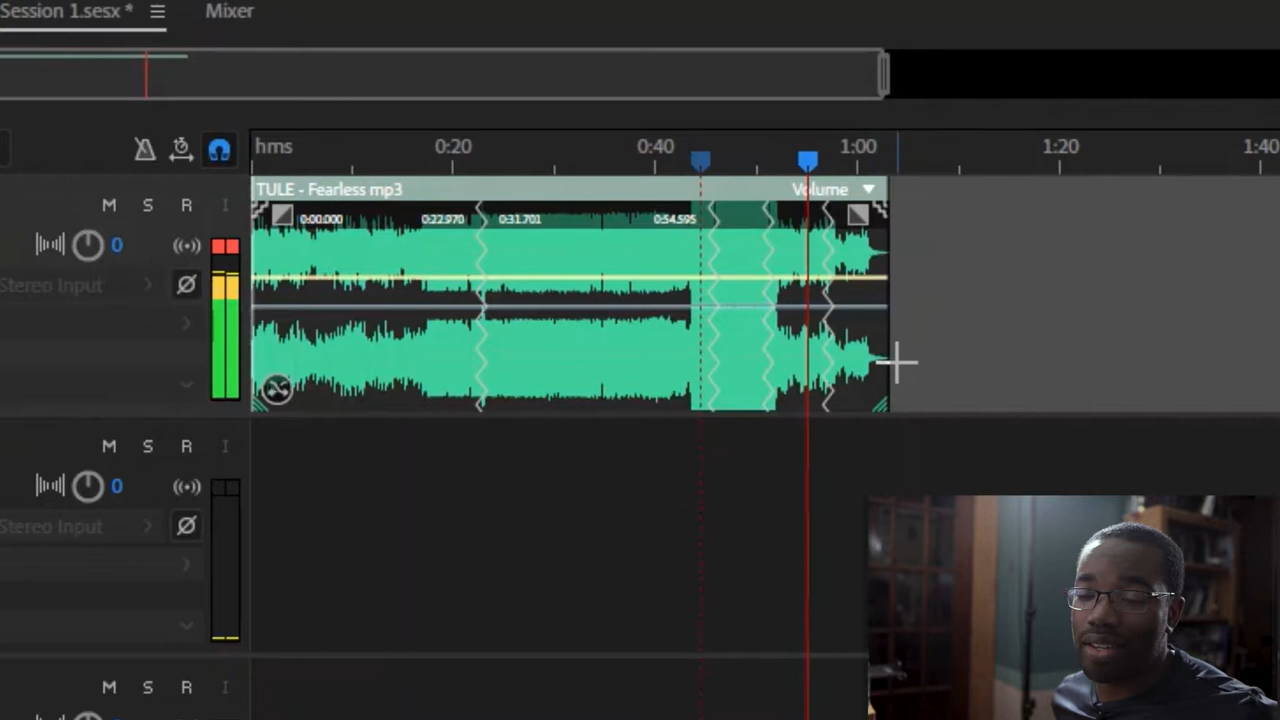 Session 1.sesx * Mixer
hms 0:20 0:40 1:00 1:20 1:40
TULE - Fearless mp3 Volume
M S R I
0:00.000 0:22.970 0:31.701 0:54.595
0
Stereo Input
M S R I
0
Stereo Input
M S R I